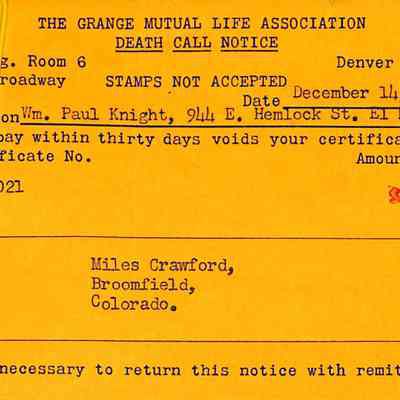 THE GRANGE MUTUAL LIFE ASSOCIATION
DEATH CALL NOTICE
g. Room 6 Denver
roadway STAMPS NOT ACCEPTED
Date December 14
on Wm. Paul Knight, 944 E. Hemlock St. El
pay within thirty days voids your certifica
ficate No. Amoun
021
Miles Crawford,
Broomfield,
Colorado.
necessary to return this notice with remit